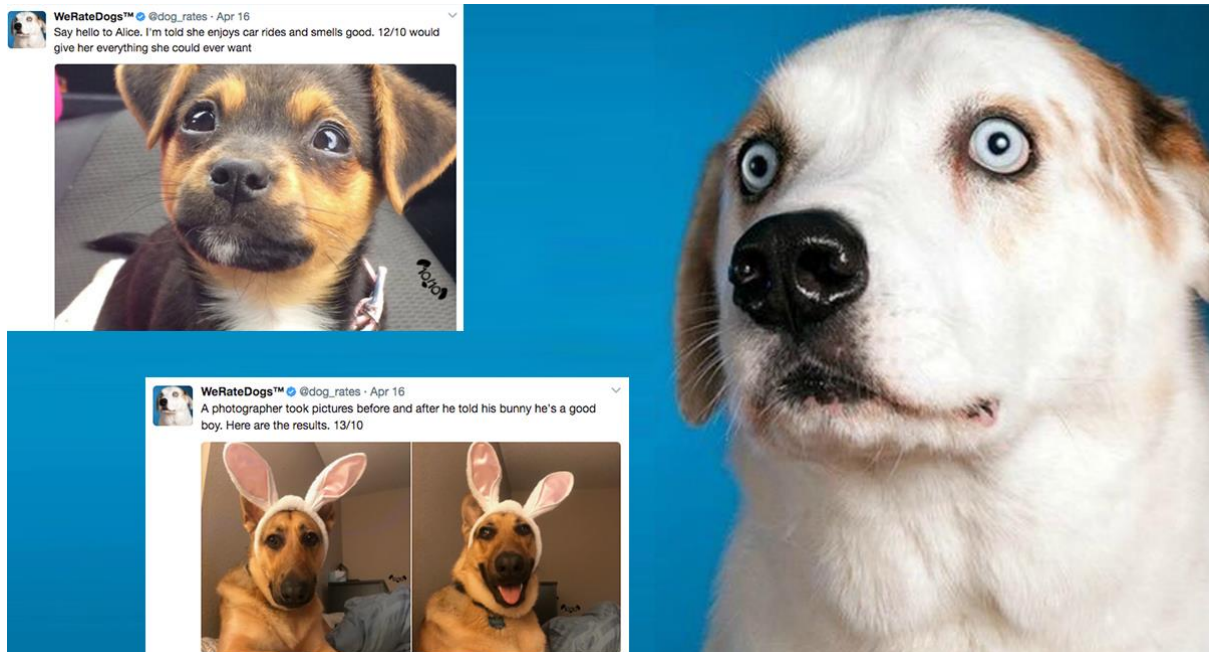 WeRateDogs™ @dog_rates · Apr 16
Say hello to Alice. I'm told she enjoys car rides and smells good. 12/10 would
give her everything she could ever want
WeRateDogs™ @dog_rates · Apr 16
A photographer took pictures before and after he told his bunny he's a good
boy. Here are the results. 13/10